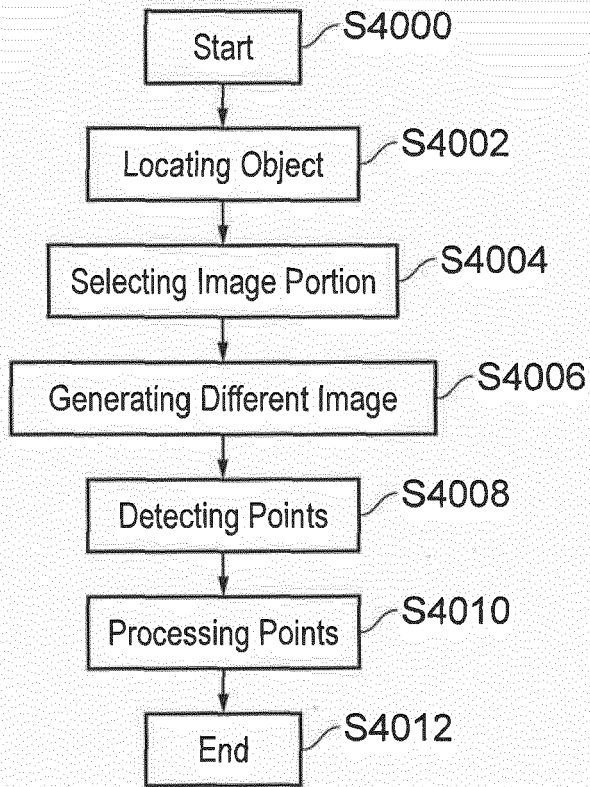 Start
S4000
Locating Object
S4002
Selecting Image Portion
S4004
Generating Different Image
S4006
Detecting Points
S4008
Processing Points
S4010
End
S4012